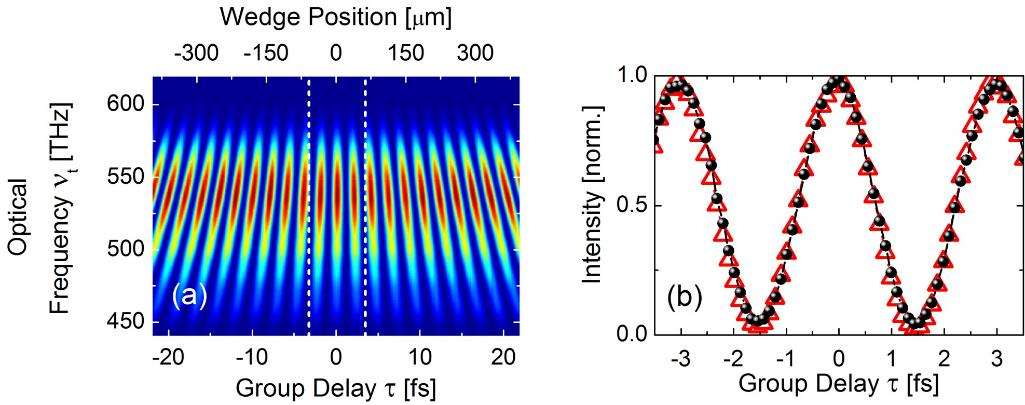 Wedge Position [μm]
-300 -150 0 150 300
600
550
500
450
Optical
Frequency νt [THz]
(a)
-20 -10 0 10 20
Group Delay τ [fs]
1.0
0.5
0.0
Intensity [norm.]
(b)
-3 -2 -1 0 1 2 3
Group Delay τ [fs]